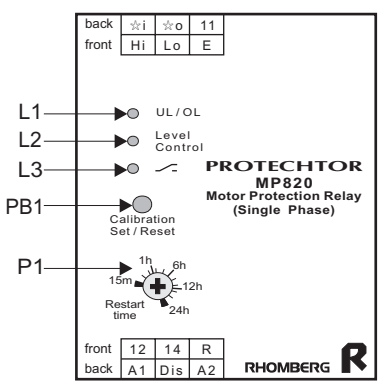 back ☆i ☆o 11
front Hi Lo E
L1 UL / OL
L2 Level
Control
L3
PROTECHTOR
MP820
Motor Protection Relay
(Single Phase)
PB1
Calibration
Set / Reset
P1
1h 6h
15m 12h
24h
Restart
time
front 12 14 R
back A1 Dis A2
RHOMBERG R